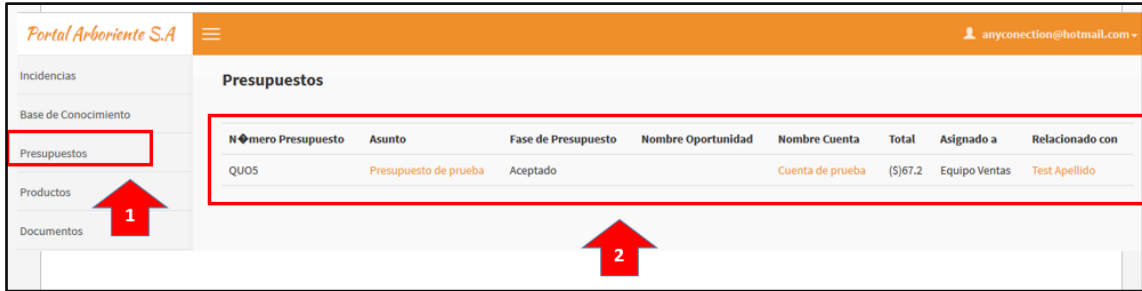 Portal Arboriente S.A
anyconection@hotmail.com
Incidencias
Base de Conocimiento
Presupuestos
Productos
Documentos
1
Presupuestos
N�mero Presupuesto Asunto Fase de Presupuesto Nombre Oportunidad Nombre Cuenta Total Asignado a Relacionado con
QUO5 Presupuesto de prueba Aceptado Cuenta de prueba ($)67.2 Equipo Ventas Test Apellido
2